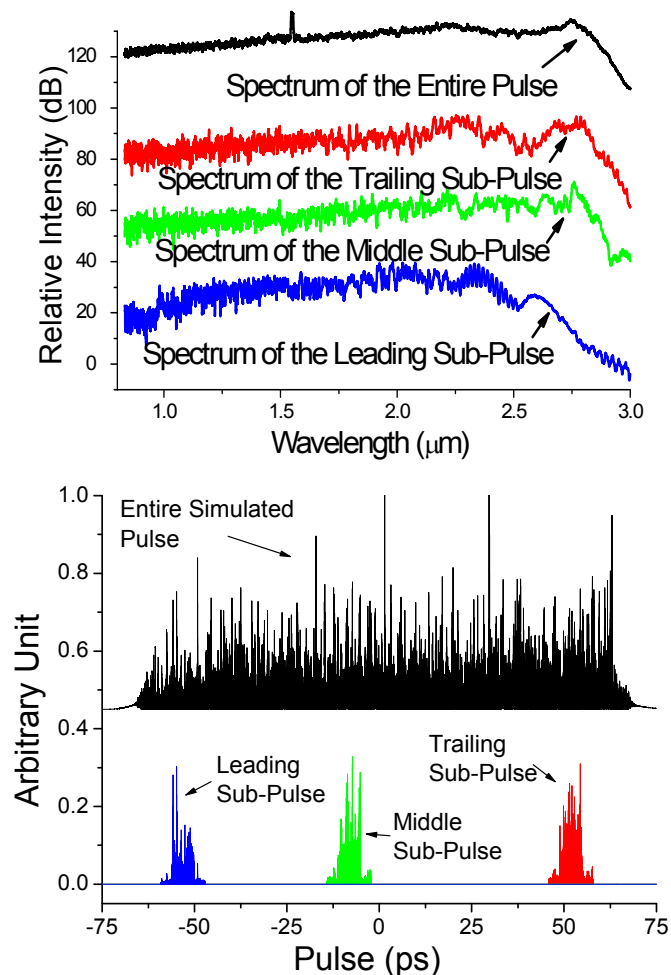 120
100
80
60
40
20
0
Relative Intensity (dB)
Spectrum of the Entire Pulse
Spectrum of the Trailing Sub-Pulse
Spectrum of the Middle Sub-Pulse
Spectrum of the Leading Sub-Pulse
1.0 1.5 2.0 2.5 3.0
Wavelength (μm)
1.0
0.8
0.6
0.4
0.2
0.0
Arbitrary Unit
Entire Simulated
Pulse
Leading
Sub-Pulse
Middle
Sub-Pulse
Trailing
Sub-Pulse
-75 -50 -25 0 25 50 75
Pulse (ps)